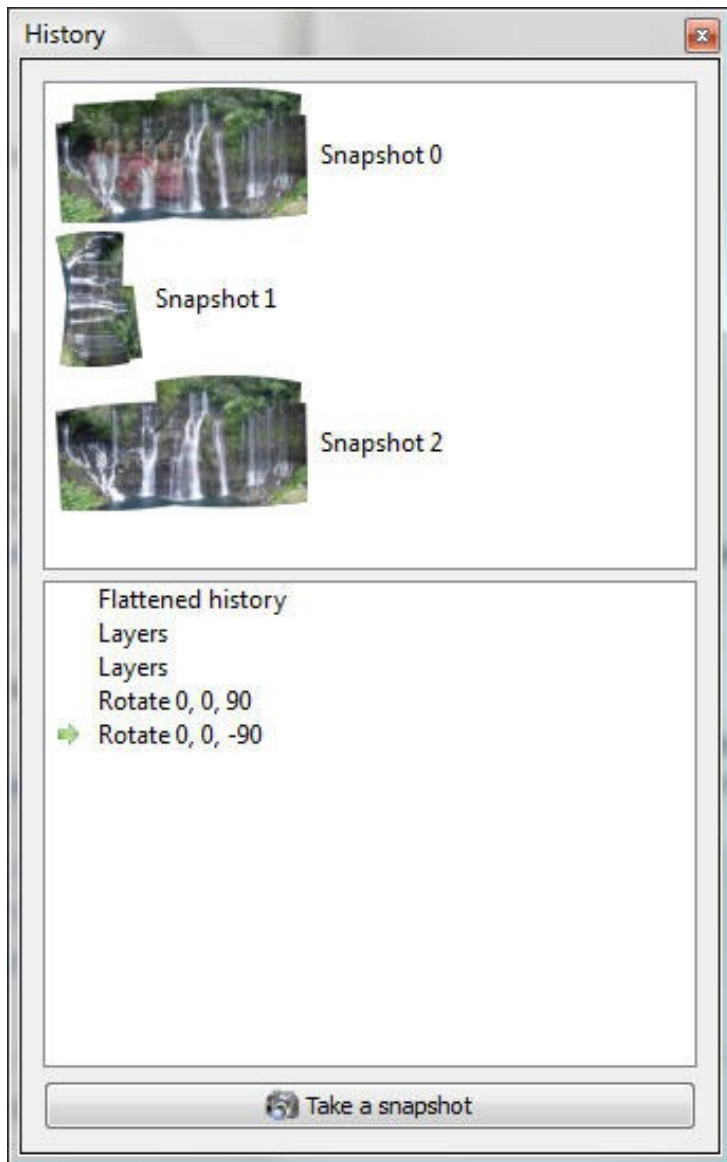 History
Snapshot 0
Snapshot 1
Snapshot 2
Flattened history
Layers
Layers
Rotate 0, 0, 90
Rotate 0, 0, -90
Take a snapshot